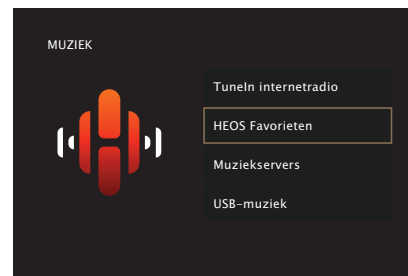 MUZIEK
TuneIn internetradio
HEOS Favorieten
Muziekservers
USB-muziek